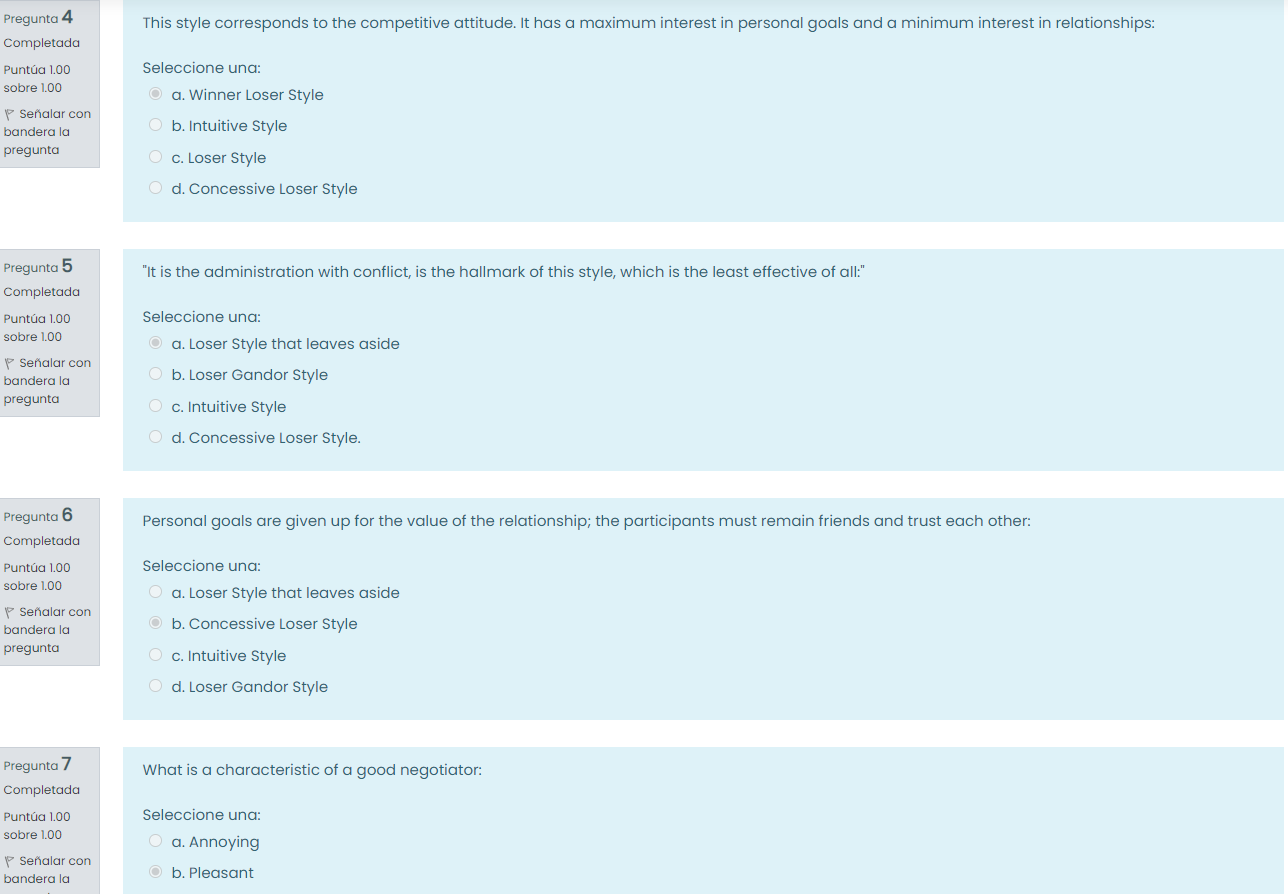 Pregunta 4
Completada
Puntúa 1.00
sobre 1.00
Señalar con
bandera la
pregunta
This style corresponds to the competitive attitude. It has a maximum interest in personal goals and a minimum interest in relationships:
Seleccione una:
a. Winner Loser Style
b. Intuitive Style
c. Loser Style
d. Concessive Loser Style
Pregunta 5
Completada
Puntúa 1.00
sobre 1.00
Señalar con
bandera la
pregunta
"It is the administration with conflict, is the hallmark of this style, which is the least effective of all:"
Seleccione una:
a. Loser Style that leaves aside
b. Loser Gandor Style
c. Intuitive Style
d. Concessive Loser Style.
Pregunta 6
Completada
Puntúa 1.00
sobre 1.00
Señalar con
bandera la
pregunta
Personal goals are given up for the value of the relationship; the participants must remain friends and trust each other:
Seleccione una:
a. Loser Style that leaves aside
b. Concessive Loser Style
c. Intuitive Style
d. Loser Gandor Style
Pregunta 7
Completada
Puntúa 1.00
sobre 1.00
Señalar con
bandera la
What is a characteristic of a good negotiator:
Seleccione una:
a. Annoying
b. Pleasant